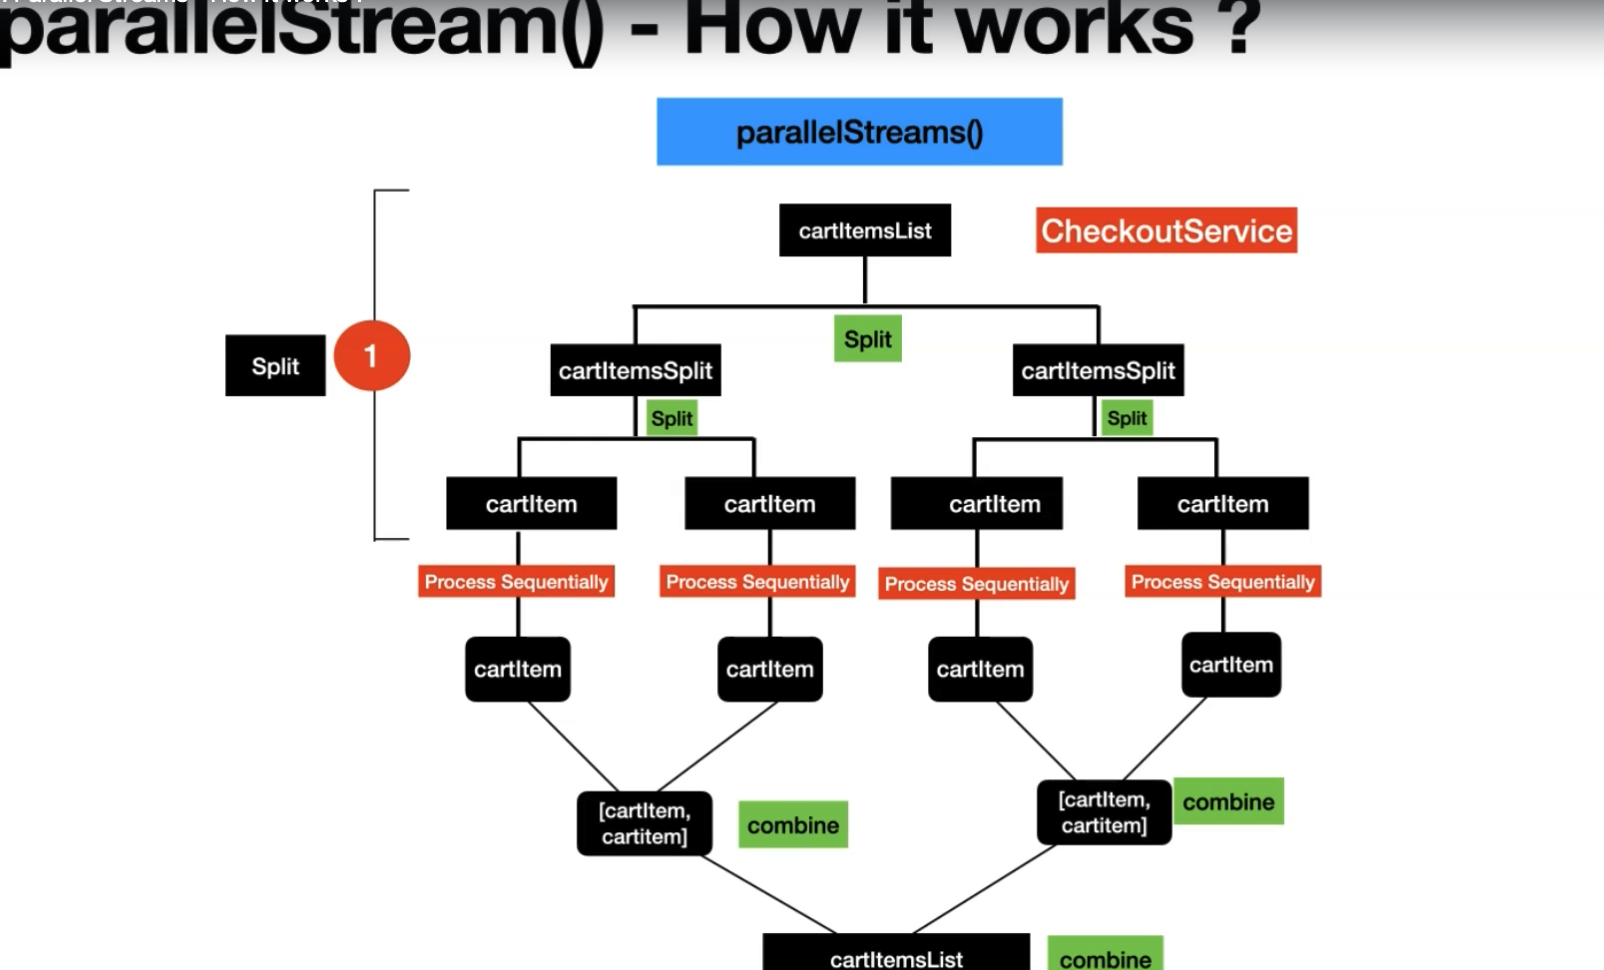 parallelStream() - How it works ?
parallelStreams()
cartItemsList
CheckoutService
Split
Split
1
cartItemsSplit
cartItemsSplit
Split
Split
cartItem
cartItem
cartItem
cartItem
Process Sequentially
Process Sequentially
Process Sequentially
Process Sequentially
cartItem
cartItem
cartItem
cartItem
[cartItem,
cartitem]
combine
[cartItem,
cartitem]
combine
cartItemsList
combine